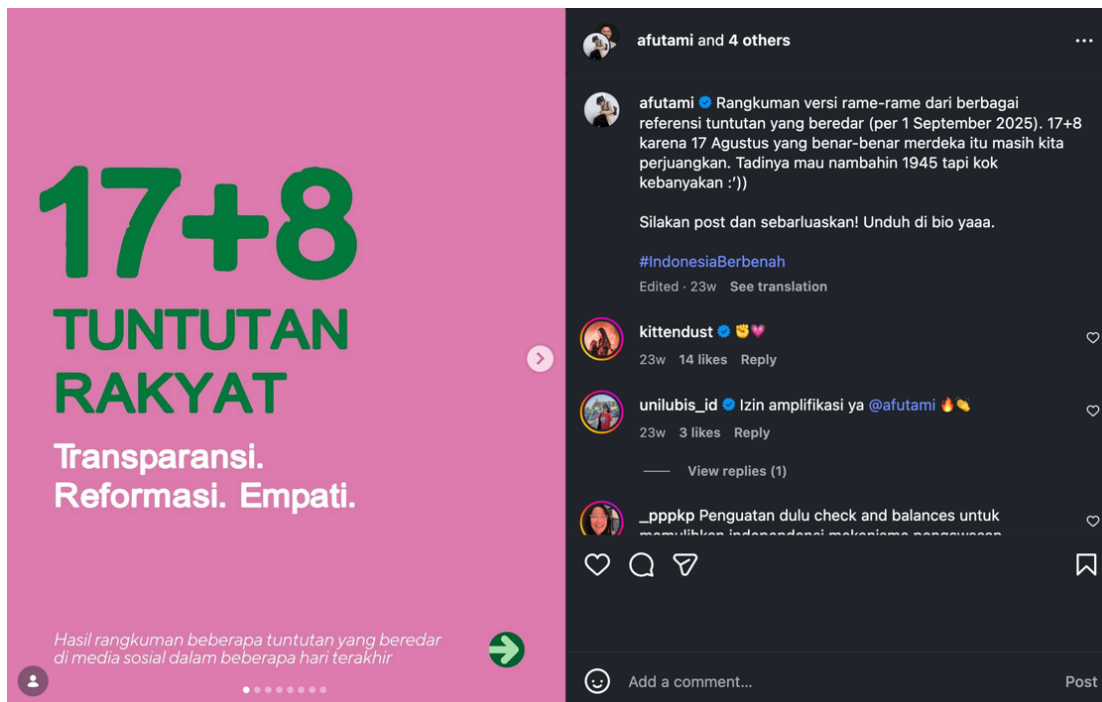 17+8
TUNTUTAN
RAKYAT
Transparansi.
Reformasi. Empati.
Hasil rangkuman beberapa tuntutan yang beredar
di media sosial dalam beberapa hari terakhir
afutami and 4 others
afutami Rangkuman versi rame-rame dari berbagai
referensi tuntutan yang beredar (per 1 September 2025). 17+8
karena 17 Agustus yang benar-benar merdeka itu masih kita
perjuangkan. Tadinya mau nambahin 1945 tapi kok
kebanyakan :'))
Silakan post dan sebarluaskan! Unduh di bio yaaa.
#IndonesiaBerbenah
Edited · 23w See translation
kittendust ✊💗
23w 14 likes Reply
unilubis_id Izin amplifikasi ya @afutami 🔥👏
23w 3 likes Reply
View replies (1)
_pppkp Penguatan dulu check and balances untuk
Add a comment...
Post